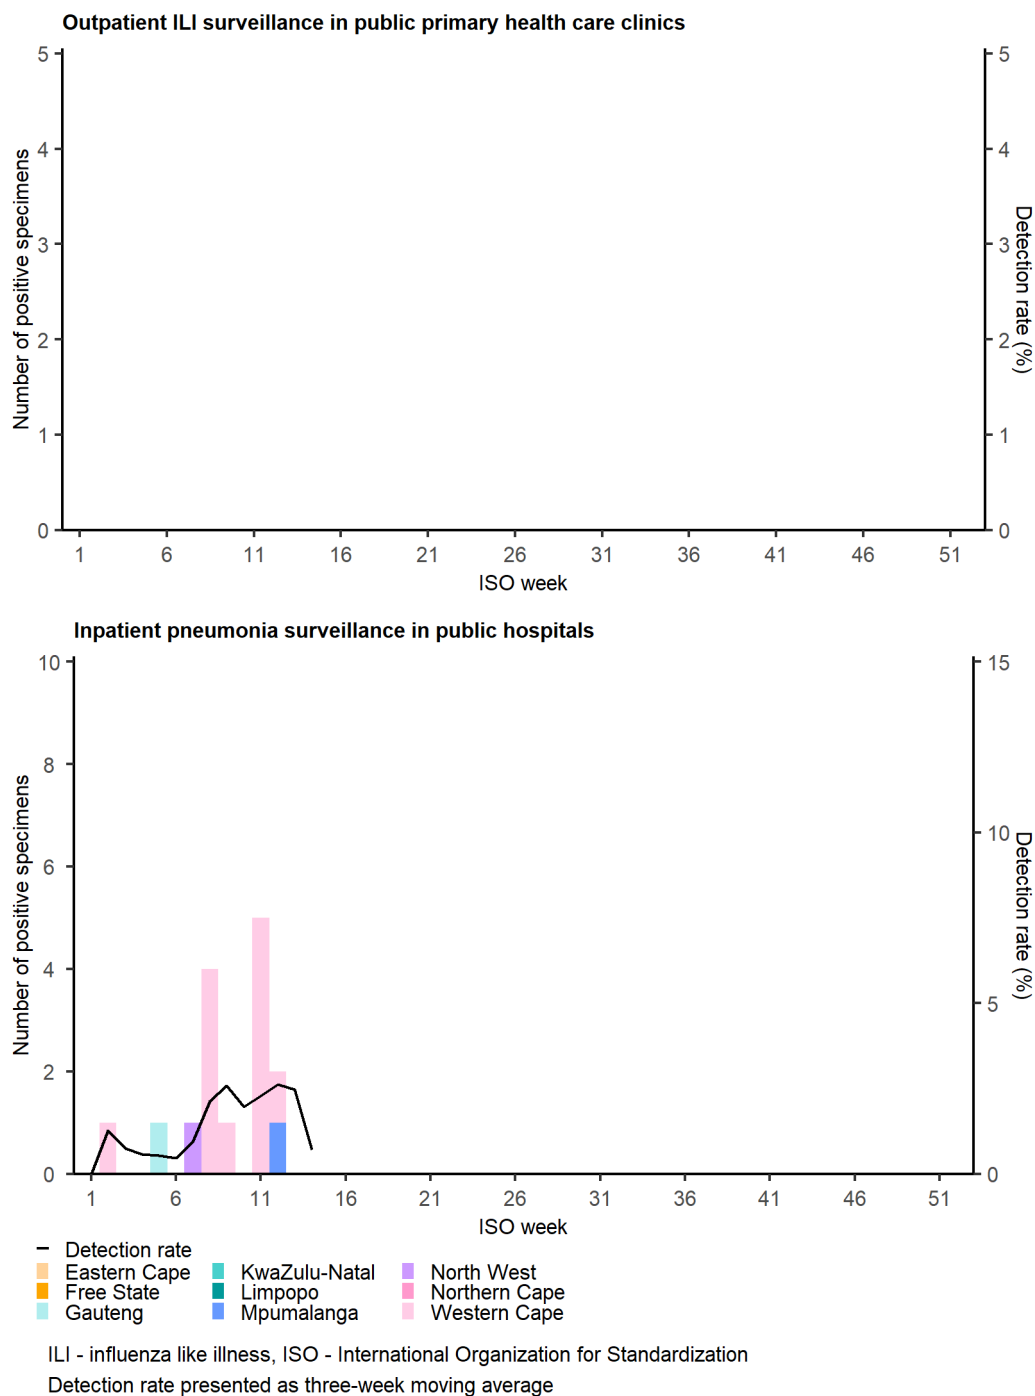 Outpatient ILI surveillance in public primary health care clinics
5
4
3
2
1
0
Number of positive specimens
5
4
3
2
1
0
Detection rate (%)
1 6 11 16 21 26 31 36 41 46 51
ISO week
Inpatient pneumonia surveillance in public hospitals
10
8
6
4
2
0
Number of positive specimens
15
10
5
0
Detection rate (%)
1 6 11 16 21 26 31 36 41 46 51
ISO week
Detection rate
Eastern Cape KwaZulu-Natal North West
Free State Limpopo Northern Cape
Gauteng Mpumalanga Western Cape
ILI - influenza like illness, ISO - International Organization for Standardization
Detection rate presented as three-week moving average